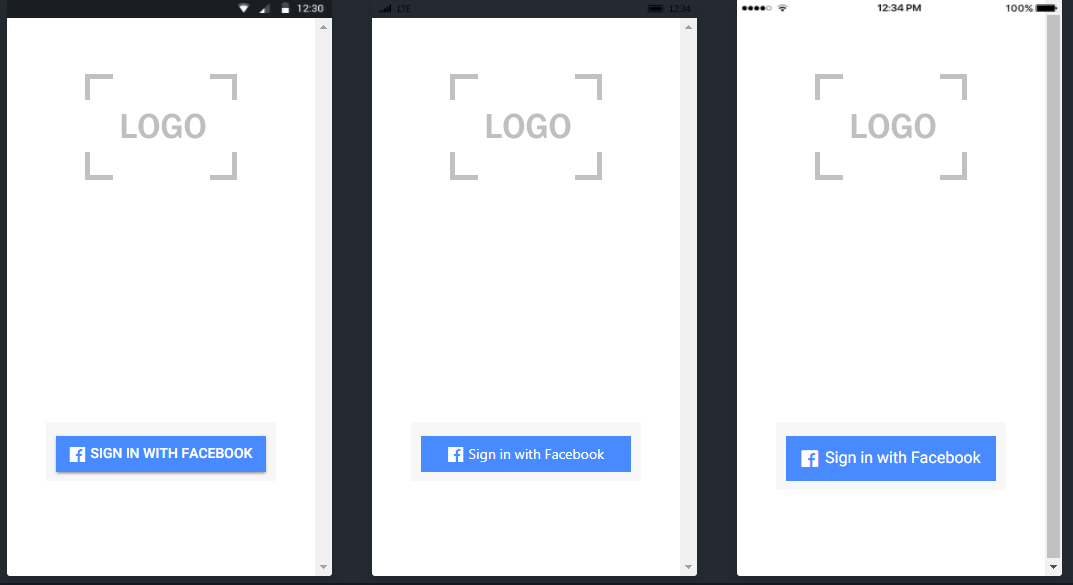 12:30
LOGO
SIGN IN WITH FACEBOOK
LTE 12:34
LOGO
Sign in with Facebook
12:34 PM 100%
LOGO
Sign in with Facebook